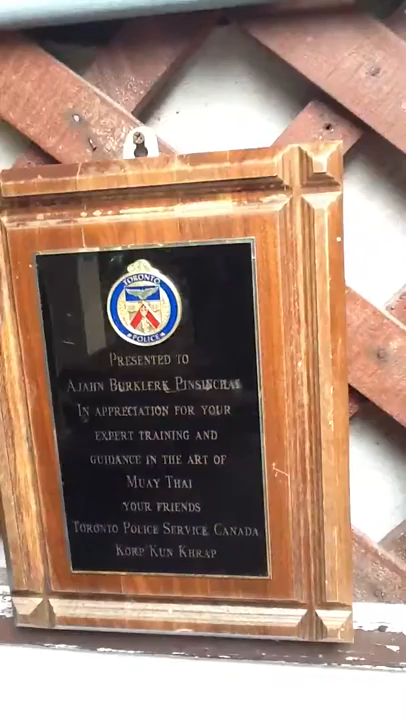 TORONTO
POLICE
PRESENTED TO
AJAHN BURKLERK PINSINCHAI
IN APPRECIATION FOR YOUR
EXPERT TRAINING AND
GUIDANCE IN THE ART OF
MUAY THAI
YOUR FRIENDS
TORONTO POLICE SERVICE CANADA
KORP KUN KHRAP